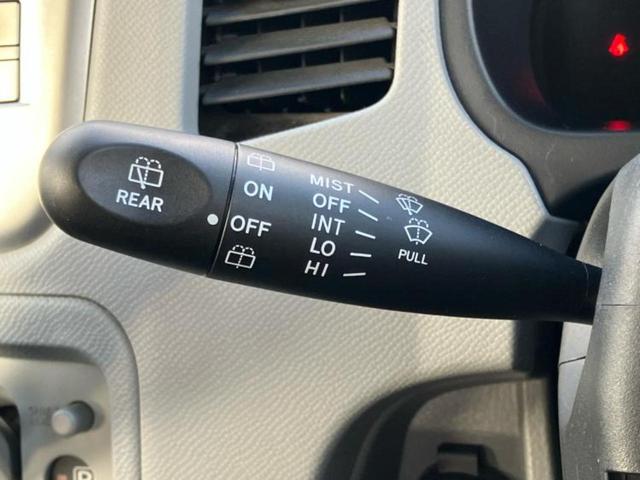 REAR
ON
OFF
MIST
OFF
INT
LO
HI
PULL
P